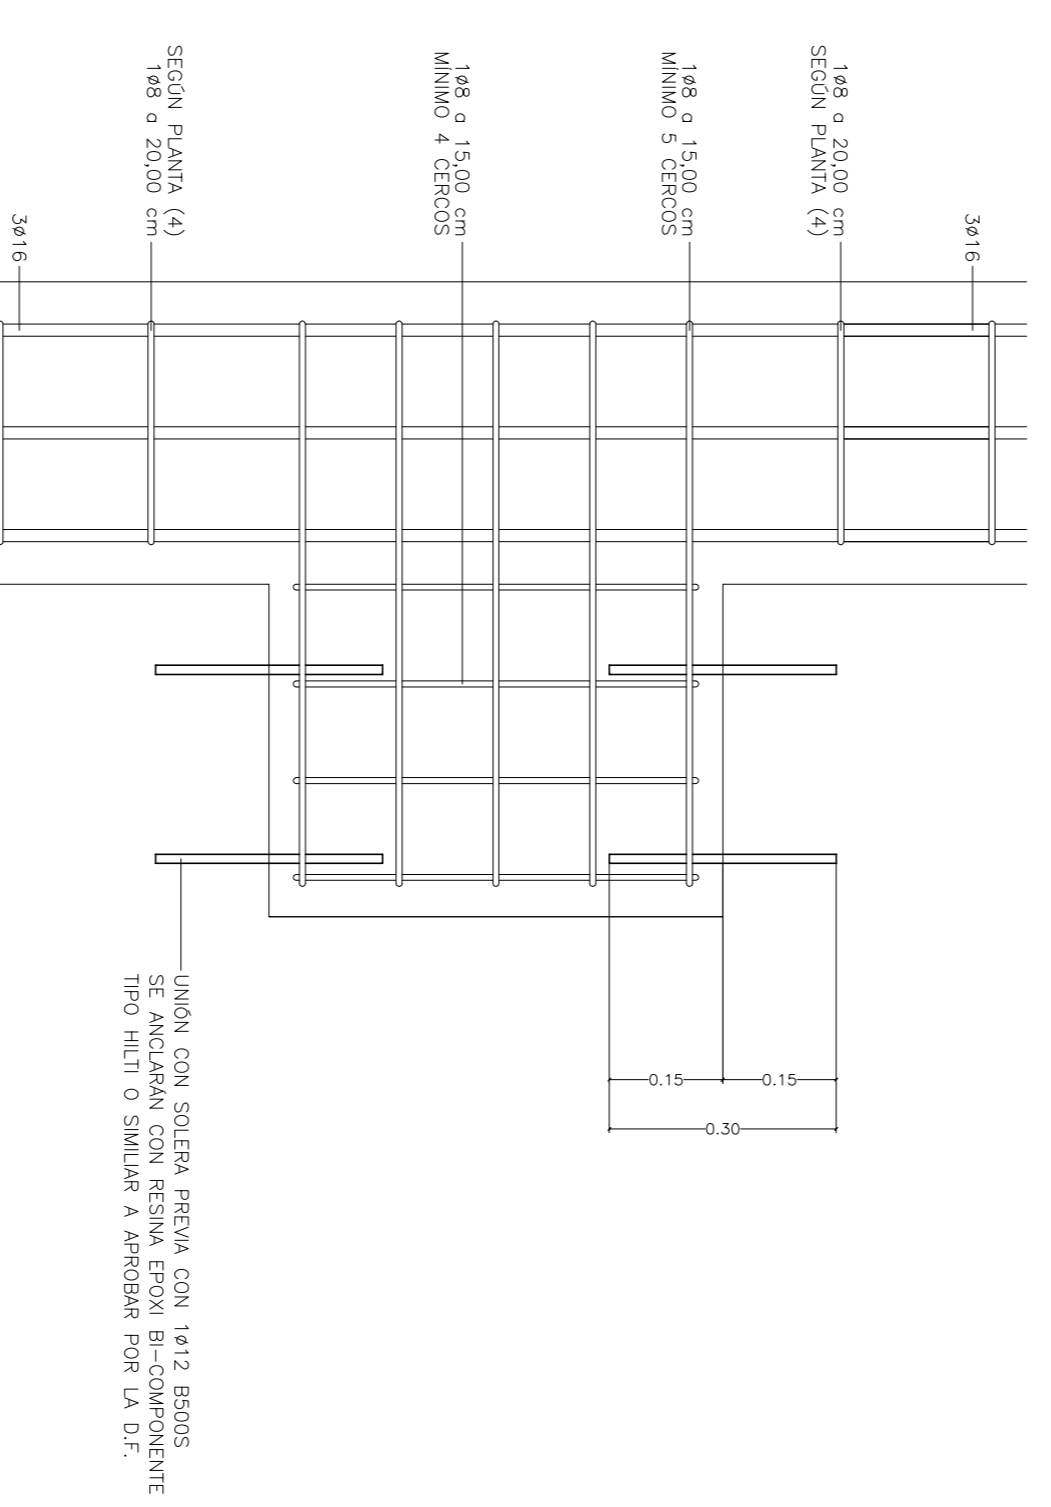 SEGÚN PLANTA (4)
1ø8 a 20,00 cm
1ø8 a 15,00 cm
MÍNIMO 4 CERCOS
1ø8 a 15,00 cm
MÍNIMO 5 CERCOS
1ø8 a 20,00 cm
SEGÚN PLANTA (4)
3ø16
3ø16
0.15
0.15
0.30
UNIÓN CON SOLERA PREVIA CON 1ø12 B500S
SE ANCLARÁN CON RESINA EPOXI BI-COMPONENTE
TIPO HILTI O SIMILIAR A APROBAR POR LA D.F.